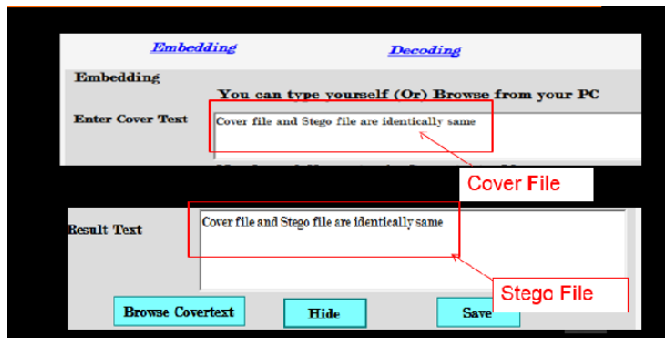 Embedding Decoding
Embedding
You can type yourself (Or) Browse from your PC
Enter Cover Text Cover file and Stego file are identically same
Cover File
Result Text Cover file and Stego file are identically same
Stego File
Browse Covertext Hide Save